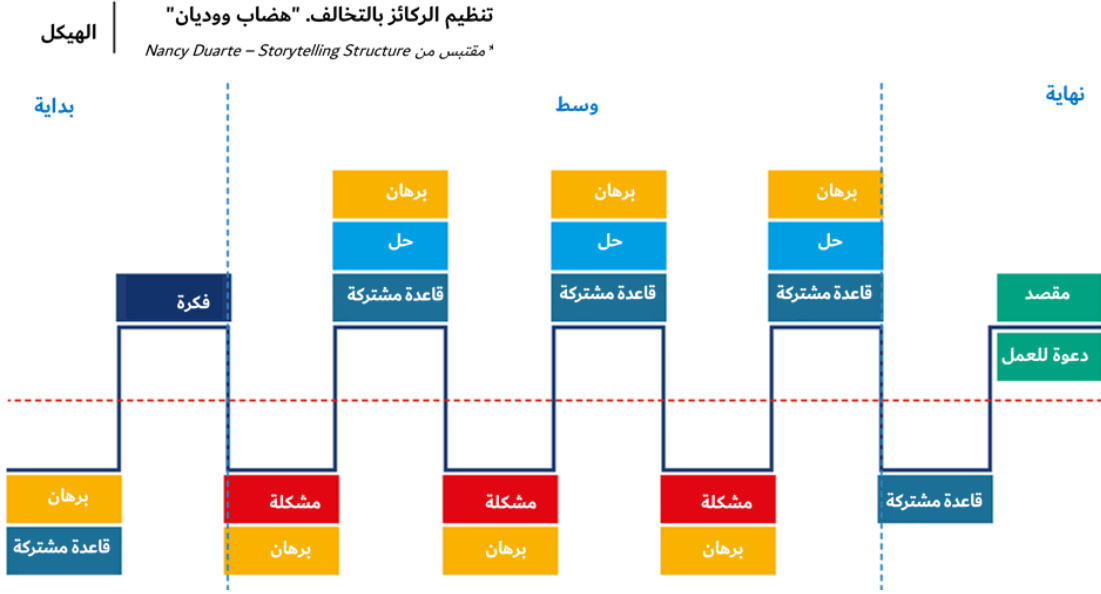 الهيكل
تنظيم الركائز بالتخالف. "هضاب ووديان"
*مقتبس من Nancy Duarte – Storytelling Structure
بداية
وسط
نهاية
برهان
برهان
برهان
حل
حل
حل
فكرة
قاعدة مشتركة
قاعدة مشتركة
قاعدة مشتركة
مقصد
دعوة للعمل
برهان
مشكلة
مشكلة
مشكلة
قاعدة مشتركة
قاعدة مشتركة
برهان
برهان
برهان